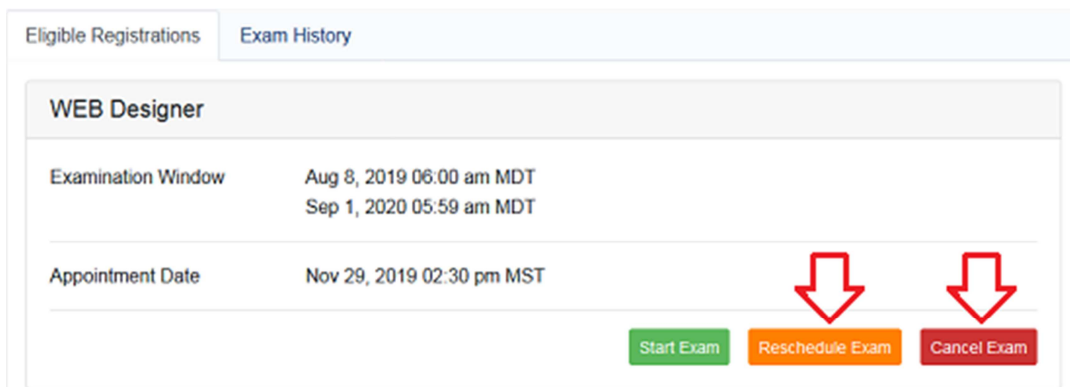 Eligible Registrations Exam History
WEB Designer
Examination Window Aug 8, 2019 06:00 am MDT
Sep 1, 2020 05:59 am MDT
Appointment Date Nov 29, 2019 02:30 pm MST
Start Exam Reschedule Exam Cancel Exam